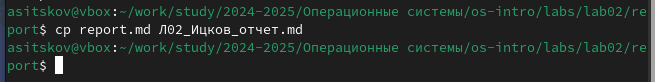 asitskov@vbox:~/work/study/2024-2025/Операционные системы/os-intro/labs/lab02/re
port$ cp report.md Л02_Ицков_отчет.md
asitskov@vbox:~/work/study/2024-2025/Операционные системы/os-intro/labs/lab02/re
port$